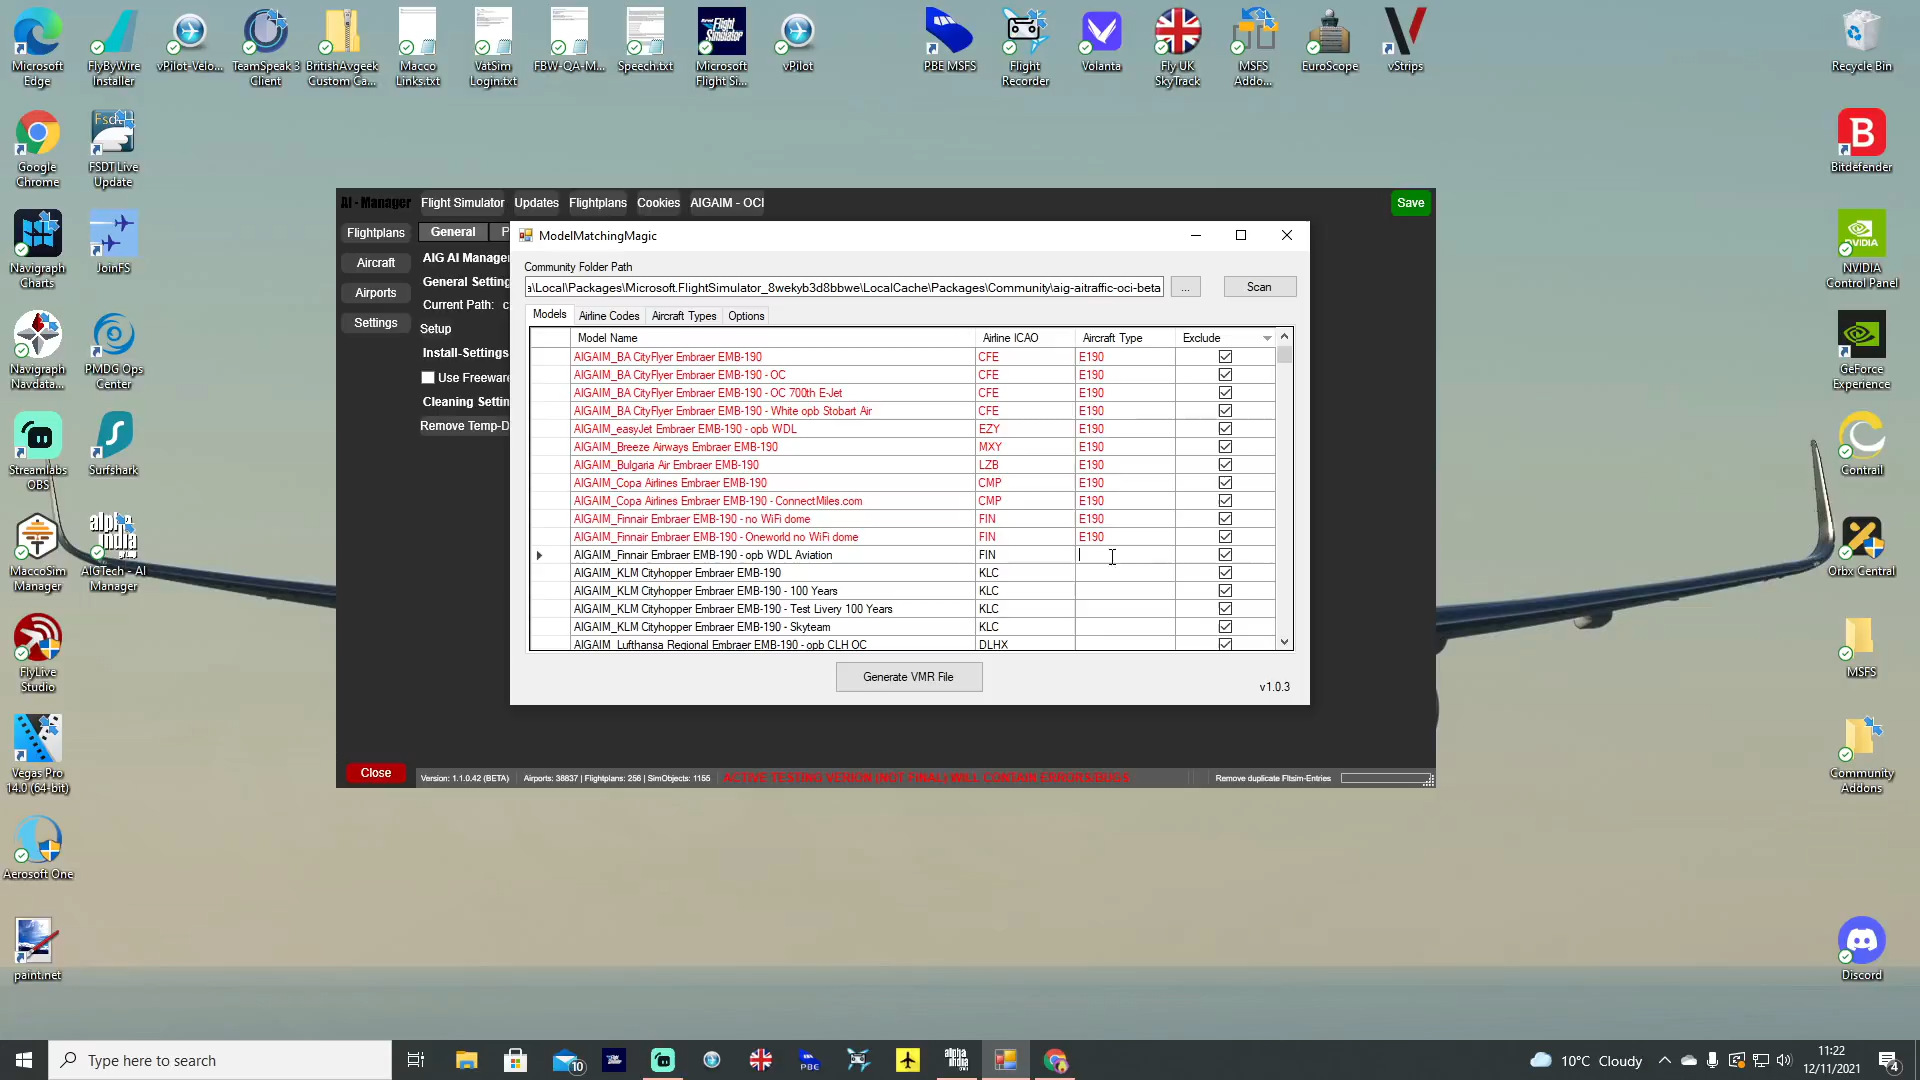 Microsoft Edge
FlyByWire Installer
vPilot-Velo...
TeamSpeak 3 Client
BritishAvgeek Custom Ca...
Macco Links.txt
VatSim Login.txt
FBW-QA-M...
Speech.txt
Microsoft Flight Si...
vPilot
PBE MSFS
Flight Recorder
Volanta
Fly UK SkyTrack
MSFS Addo...
EuroScope
vStrips
Recycle Bin
Google Chrome
FSDT Live Update
Bitdefender
Navigraph Charts
JoinFS
NVIDIA Control Panel
Navigraph Navdata...
PMDG Ops Center
GeForce Experience
Streamlabs OBS
Surfshark
Contrail
MaccoSim Manager
AIGTech - AI Manager
Orbx Central
FlyLive Studio
MSFS
Vegas Pro 14.0 (64-bit)
Community Addons
Aerosoft One
paint.net
Discord
AI - Manager
Flight Simulator Updates Flightplans Cookies AIGAIM - OCI
Save
Flightplans
Aircraft
Airports
Settings
General P
AIG AI Manager
General Setting
Current Path: c
Setup
Install-Settings
Use Freeware
Cleaning Settin
Remove Temp-D
ModelMatchingMagic
Community Folder Path
a\Local\Packages\Microsoft.FlightSimulator_8wekyb3d8bbwe\LocalCache\Packages\Community\aig-aitraffic-oci-beta
...
Scan
Models Airline Codes Aircraft Types Options
Model Name Airline ICAO Aircraft Type Exclude
AIGAIM_BA CityFlyer Embraer EMB-190 CFE E190
AIGAIM_BA CityFlyer Embraer EMB-190 - OC CFE E190
AIGAIM_BA CityFlyer Embraer EMB-190 - OC 700th E-Jet CFE E190
AIGAIM_BA CityFlyer Embraer EMB-190 - White opb Stobart Air CFE E190
AIGAIM_easyJet Embraer EMB-190 - opb WDL EZY E190
AIGAIM_Breeze Airways Embraer EMB-190 MXY E190
AIGAIM_Bulgaria Air Embraer EMB-190 LZB E190
AIGAIM_Copa Airlines Embraer EMB-190 CMP E190
AIGAIM_Copa Airlines Embraer EMB-190 - ConnectMiles.com CMP E190
AIGAIM_Finnair Embraer EMB-190 - no WiFi dome FIN E190
AIGAIM_Finnair Embraer EMB-190 - Oneworld no WiFi dome FIN E190
AIGAIM_Finnair Embraer EMB-190 - opb WDL Aviation FIN
AIGAIM_KLM Cityhopper Embraer EMB-190 KLC
AIGAIM_KLM Cityhopper Embraer EMB-190 - 100 Years KLC
AIGAIM_KLM Cityhopper Embraer EMB-190 - Test Livery 100 Years KLC
AIGAIM_KLM Cityhopper Embraer EMB-190 - Skyteam KLC
AIGAIM_Lufthansa Regional Embraer EMB-190 - opb CLH OC DLHX
Generate VMR File
v1.0.3
Close
Version: 1.1.0.42 (BETA) Airports: 38837 | Flightplans: 256 | SimObjects: 1155 ACTIVE TESTING VERION (NOT FINAL) WILL CONTAIN ERRORS/BUGS Remove duplicate Fltsim-Entries
Type here to search
10
PBE
10°C Cloudy
11:22
12/11/2021
4